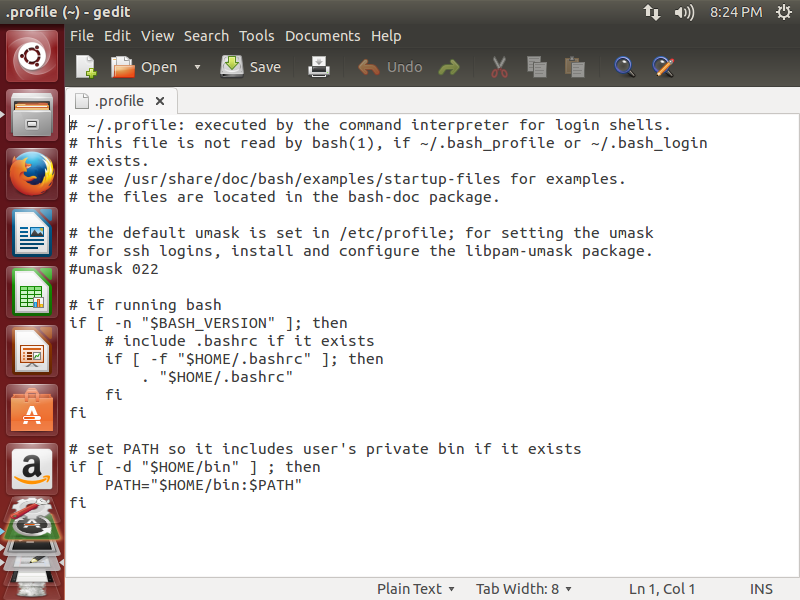 .profile (~) - gedit
8:24 PM
File Edit View Search Tools Documents Help
Open Save Undo
.profile
# ~/.profile: executed by the command interpreter for login shells.
# This file is not read by bash(1), if ~/.bash_profile or ~/.bash_login
# exists.
# see /usr/share/doc/bash/examples/startup-files for examples.
# the files are located in the bash-doc package.

# the default umask is set in /etc/profile; for setting the umask
# for ssh logins, install and configure the libpam-umask package.
#umask 022

# if running bash
if [ -n "$BASH_VERSION" ]; then
    # include .bashrc if it exists
    if [ -f "$HOME/.bashrc" ]; then
        . "$HOME/.bashrc"
    fi
fi

# set PATH so it includes user's private bin if it exists
if [ -d "$HOME/bin" ] ; then
    PATH="$HOME/bin:$PATH"
fi
a
Plain Text Tab Width: 8 Ln 1, Col 1 INS